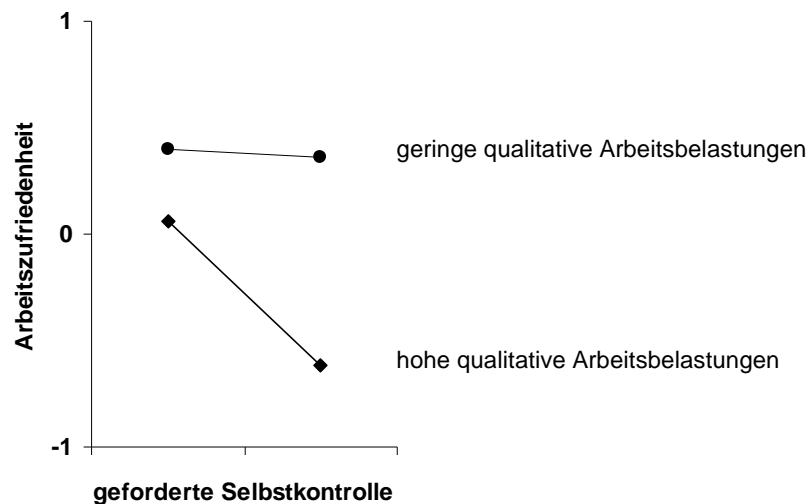 1
geringe qualitative Arbeitsbelastungen
0
Arbeitszufriedenheit
hohe qualitative Arbeitsbelastungen
-1
geforderte Selbstkontrolle